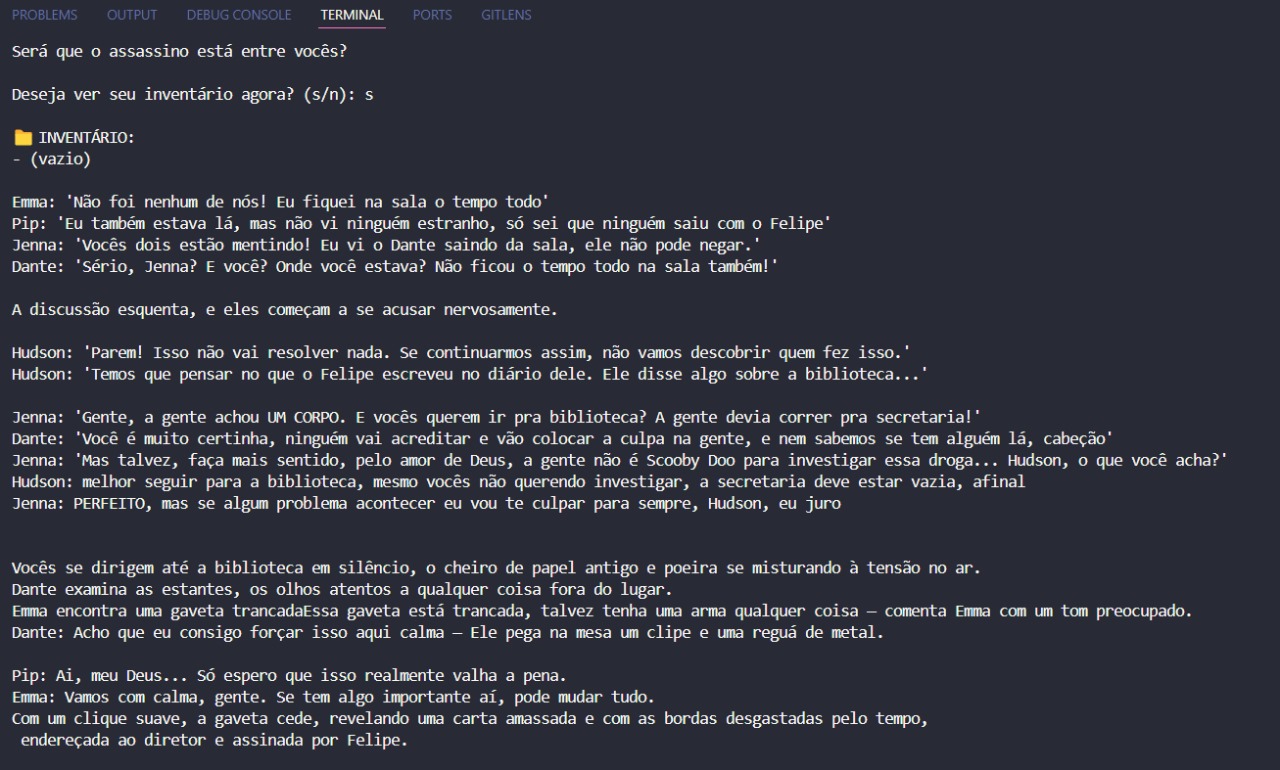 PROBLEMS OUTPUT DEBUG CONSOLE TERMINAL PORTS GITLENS
Será que o assassino está entre vocês?
Deseja ver seu inventário agora? (s/n): s
INVENTÁRIO:
- (vazio)
Emma: 'Não foi nenhum de nós! Eu fiquei na sala o tempo todo'
Pip: 'Eu também estava lá, mas não vi ninguém estranho, só sei que ninguém saiu com o Felipe'
Jenna: 'Vocês dois estão mentindo! Eu vi o Dante saindo da sala, ele não pode negar.'
Dante: 'Sério, Jenna? E você? Onde você estava? Não ficou o tempo todo na sala também!'
A discussão esquenta, e eles começam a se acusar nervosamente.
Hudson: 'Parem! Isso não vai resolver nada. Se continuarmos assim, não vamos descobrir quem fez isso.'
Hudson: 'Temos que pensar no que o Felipe escreveu no diário dele. Ele disse algo sobre a biblioteca...'
Jenna: 'Gente, a gente achou UM CORPO. E vocês querem ir pra biblioteca? A gente devia correr pra secretaria!'
Dante: 'Você é muito certinha, ninguém vai acreditar e vão colocar a culpa na gente, e nem sabemos se tem alguém lá, cabeção'
Jenna: 'Mas talvez, faça mais sentido, pelo amor de Deus, a gente não é Scooby Doo para investigar essa droga... Hudson, o que você acha?'
Hudson: melhor seguir para a biblioteca, mesmo vocês não querendo investigar, a secretaria deve estar vazia, afinal
Jenna: PERFEITO, mas se algum problema acontecer eu vou te culpar para sempre, Hudson, eu juro
Vocês se dirigem até a biblioteca em silêncio, o cheiro de papel antigo e poeira se misturando à tensão no ar.
Dante examina as estantes, os olhos atentos a qualquer coisa fora do lugar.
Emma encontra uma gaveta trancadaEssa gaveta está trancada, talvez tenha uma arma qualquer coisa — comenta Emma com um tom preocupado.
Dante: Acho que eu consigo forçar isso aqui calma — Ele pega na mesa um clipe e uma reguá de metal.
Pip: Ai, meu Deus... Só espero que isso realmente valha a pena.
Emma: Vamos com calma, gente. Se tem algo importante aí, pode mudar tudo.
Com um clique suave, a gaveta cede, revelando uma carta amassada e com as bordas desgastadas pelo tempo,
endereçada ao diretor e assinada por Felipe.